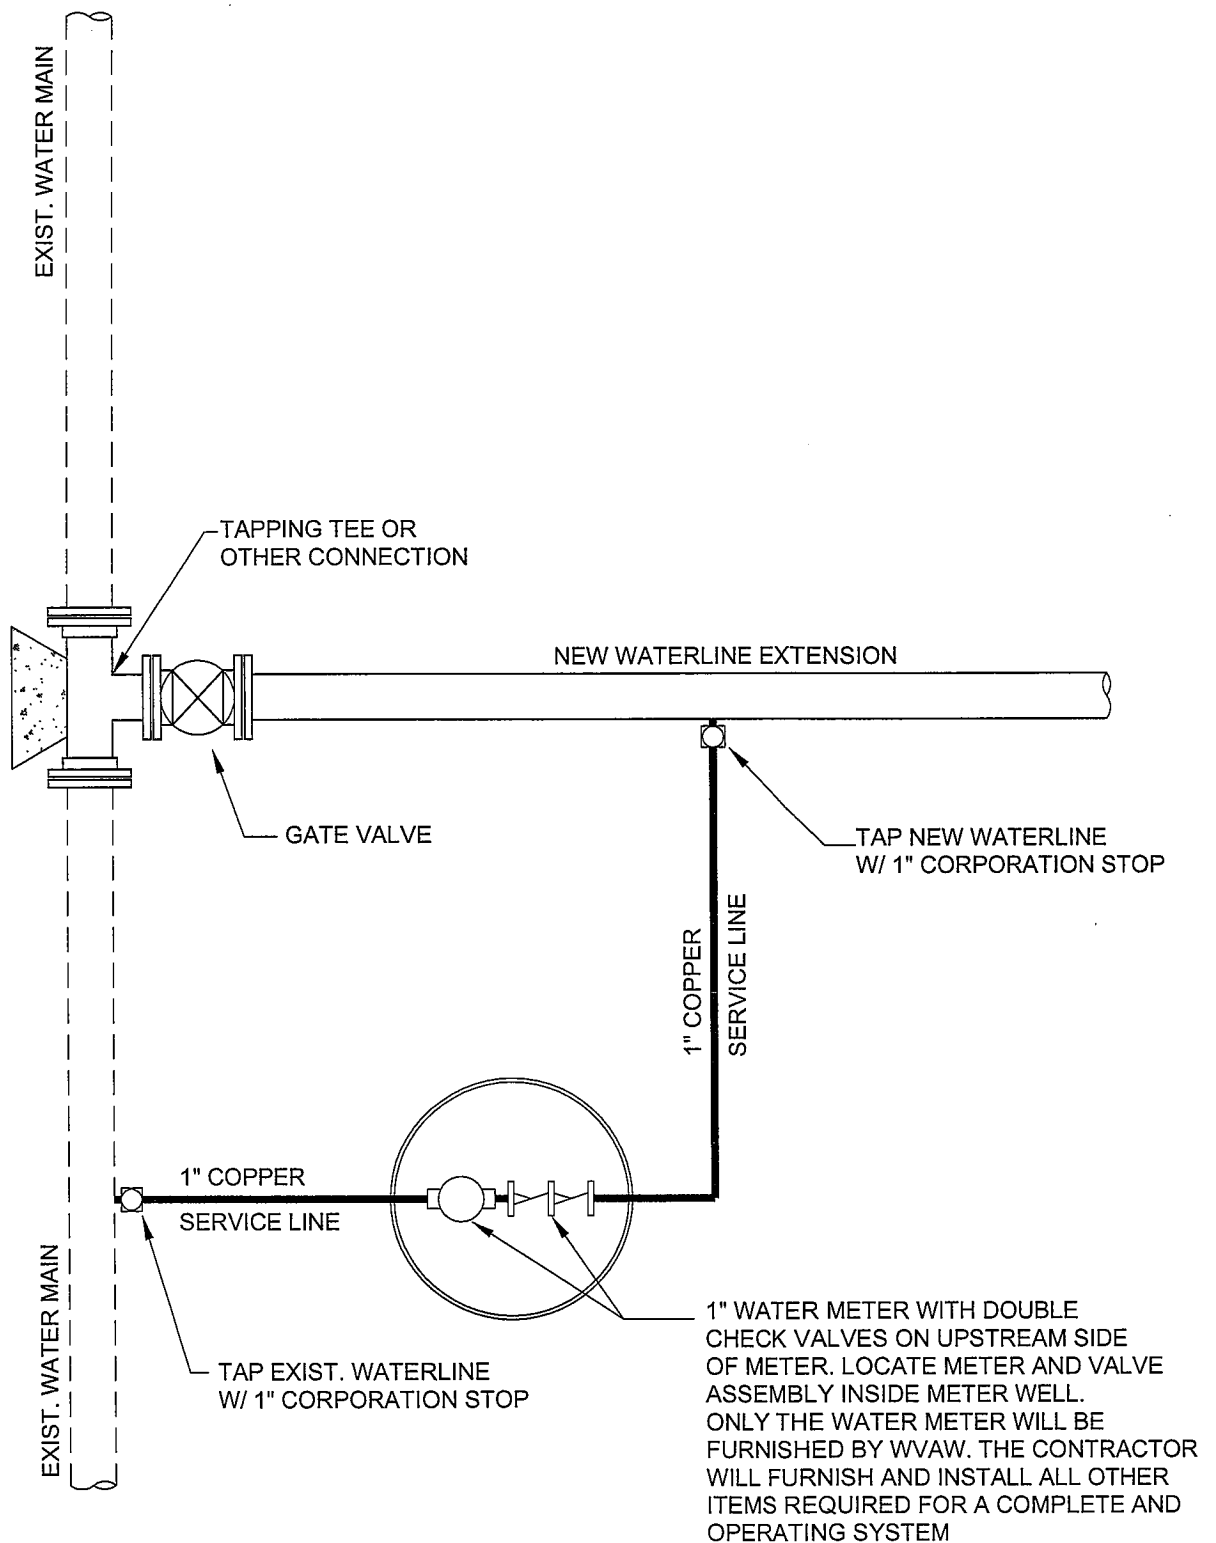 EXIST. WATER MAIN
TAPPING TEE OR
OTHER CONNECTION
NEW WATERLINE EXTENSION
GATE VALVE
TAP NEW WATERLINE
W/ 1" CORPORATION STOP
1" COPPER
SERVICE LINE
1" COPPER
SERVICE LINE
EXIST. WATER MAIN
TAP EXIST. WATERLINE
W/ 1" CORPORATION STOP
1" WATER METER WITH DOUBLE
CHECK VALVES ON UPSTREAM SIDE
OF METER. LOCATE METER AND VALVE
ASSEMBLY INSIDE METER WELL.
ONLY THE WATER METER WILL BE
FURNISHED BY WVAW. THE CONTRACTOR
WILL FURNISH AND INSTALL ALL OTHER
ITEMS REQUIRED FOR A COMPLETE AND
OPERATING SYSTEM